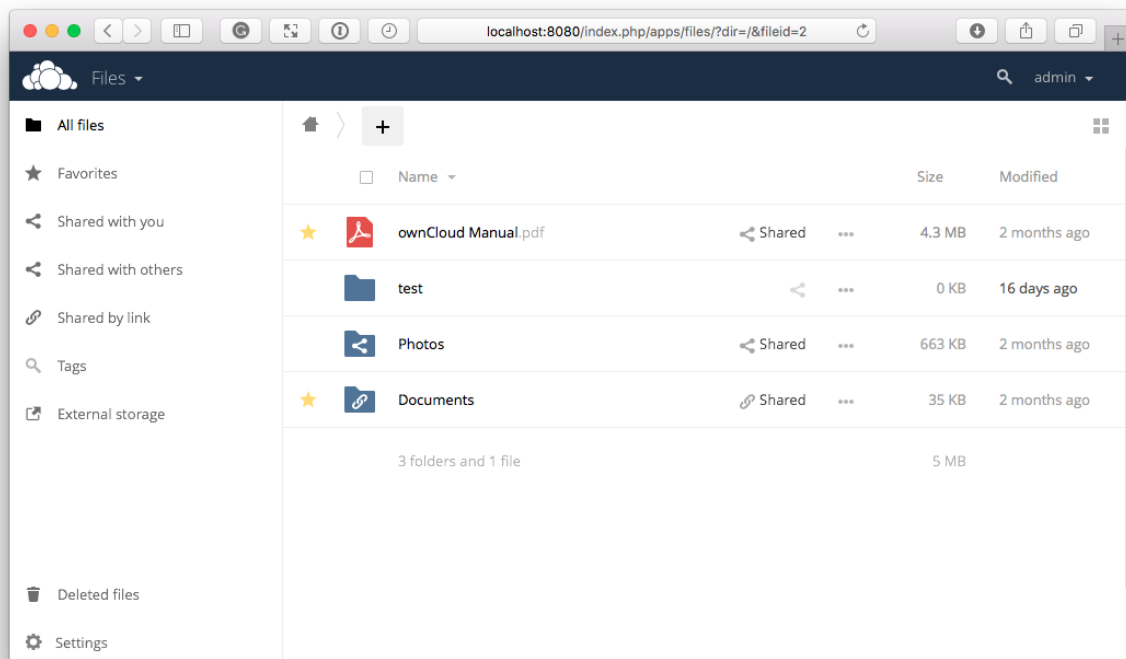 localhost:8080/index.php/apps/files/?dir=/&fileid=2
Files admin
All files
Favorites
Shared with you
Shared with others
Shared by link
Tags
External storage
Deleted files
Settings
Name Size Modified
ownCloud Manual.pdf Shared 4.3 MB 2 months ago
test 0 KB 16 days ago
Photos Shared 663 KB 2 months ago
Documents Shared 35 KB 2 months ago
3 folders and 1 file 5 MB